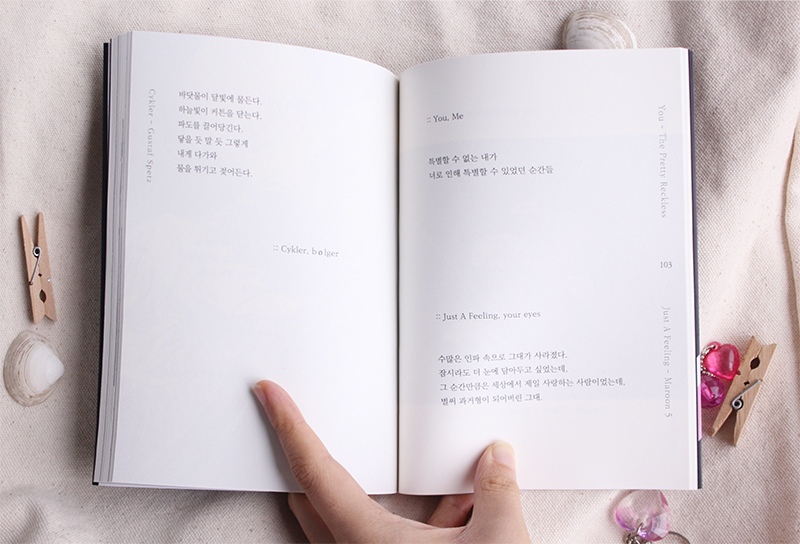 Cykler - Gustaf Spetz
바닷물이 달빛에 물든다.
하늘빛이 커튼을 닫는다.
파도를 끌어당긴다.
닿을 듯 말 듯 그렇게
내게 다가와
물을 튀기고 젖어든다.
:: Cykler, bølger
:: You, Me
특별할 수 없는 내가
너로 인해 특별할 수 있었던 순간들
You - The Pretty Reckless
103
:: Just A Feeling, your eyes
수많은 인파 속으로 그대가 사라졌다.
잠시라도 더 눈에 담아두고 싶었는데,
그 순간만큼은 세상에서 제일 사랑하는 사람이었는데,
벌써 과거형이 되어버린 그대.
Just A Feeling - Maroon 5